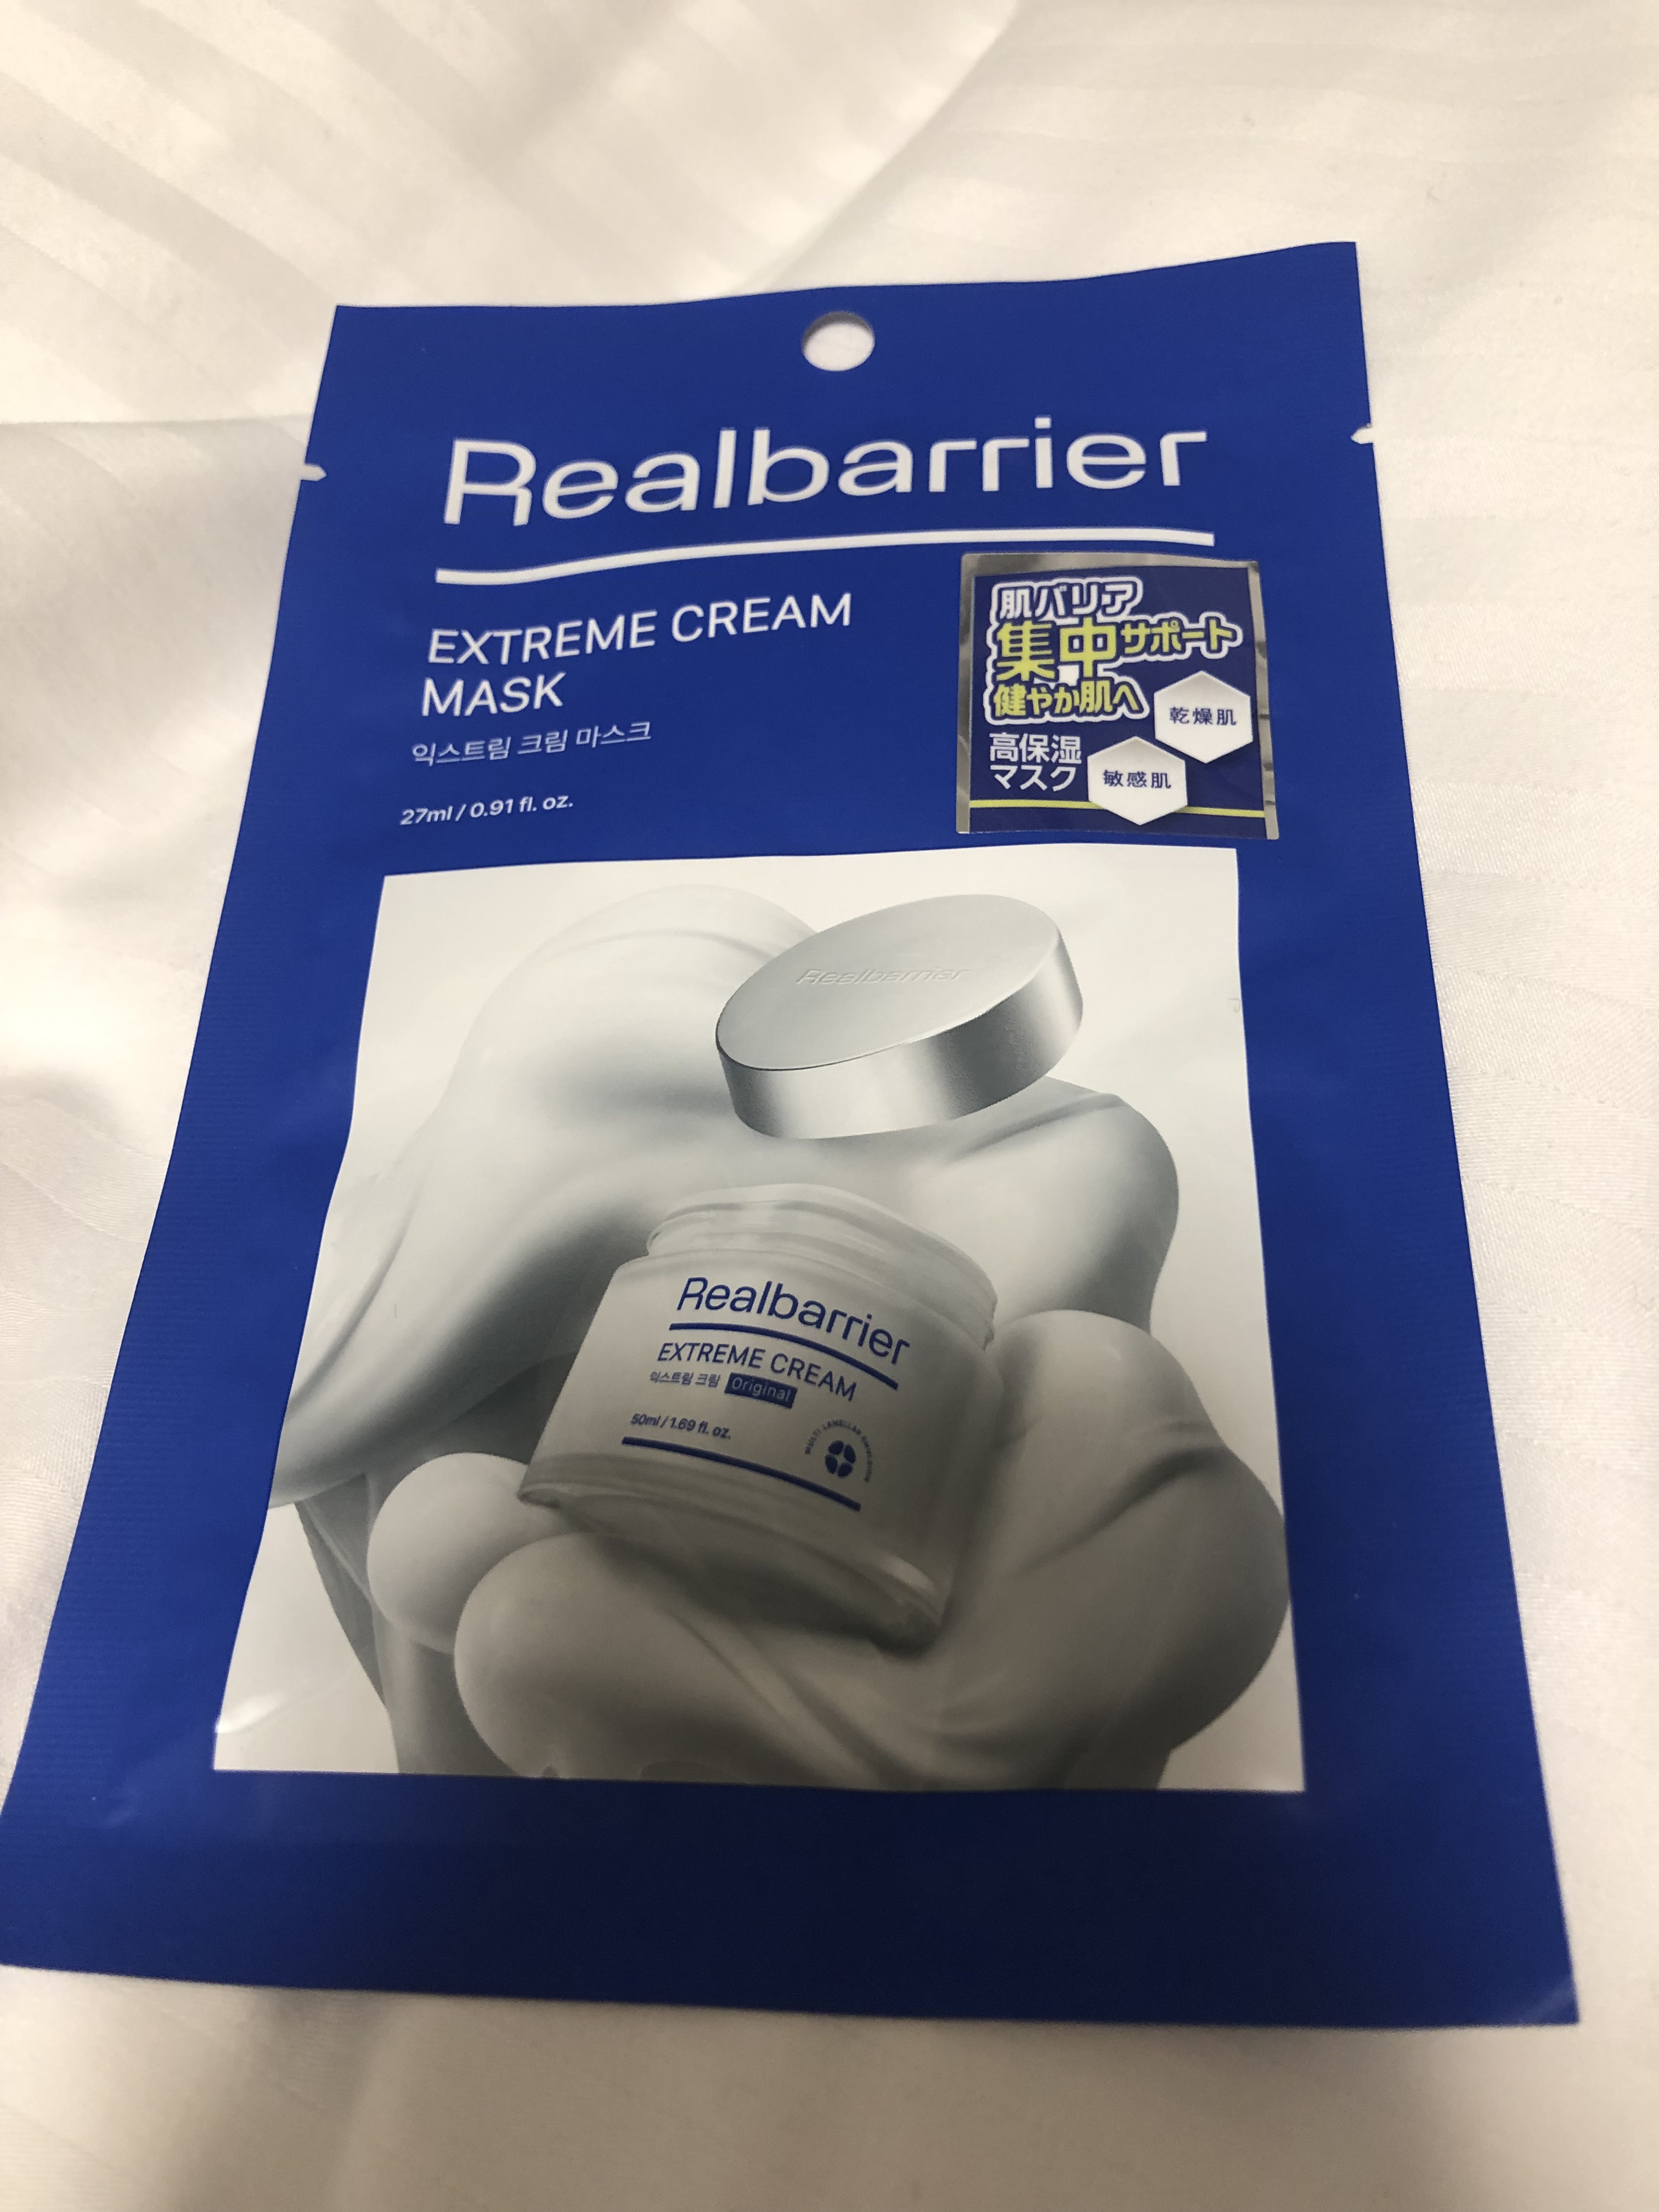 Realbarrier
EXTREME CREAM
MASK
익스트림 크림 마스크
27ml / 0.91 fl. oz.
肌バリア
集中サポート
健やか肌へ
乾燥肌
高保湿
マスク
敏感肌
Realbarrier
Realbarrier
EXTREME CREAM
익스트림 크림 Original
50ml / 1.69 fl. oz.
MULTI LAMELLAR EMULSION